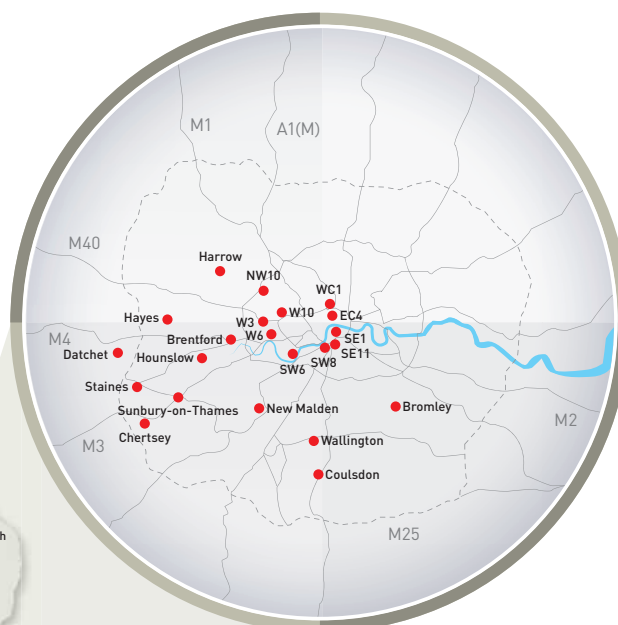 M1
A1(M)
M40
Harrow
NW10
WC1
Hayes
W10
EC4
W3
M4
Brentford
W6
SE1
Datchet
Hounslow
SE11
SW8
SW6
Staines
Sunbury-on-Thames
New Malden
Bromley
M2
Chertsey
M3
Wallington
Coulsdon
M25
h